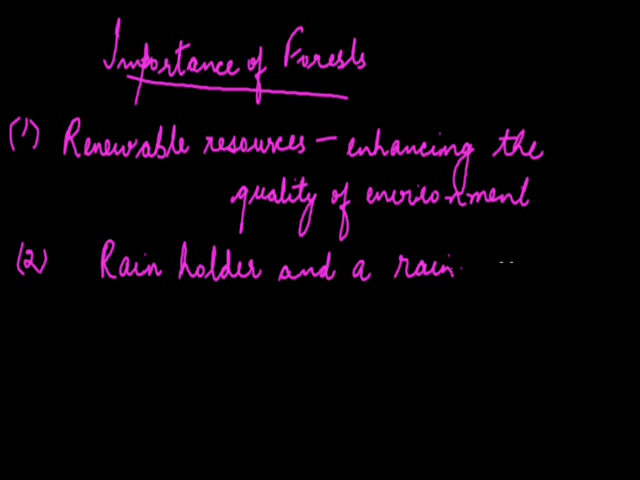 Importance of Forests
(1) Renewable resources - enhancing the
quality of environment
(2) Rain holder and a rain